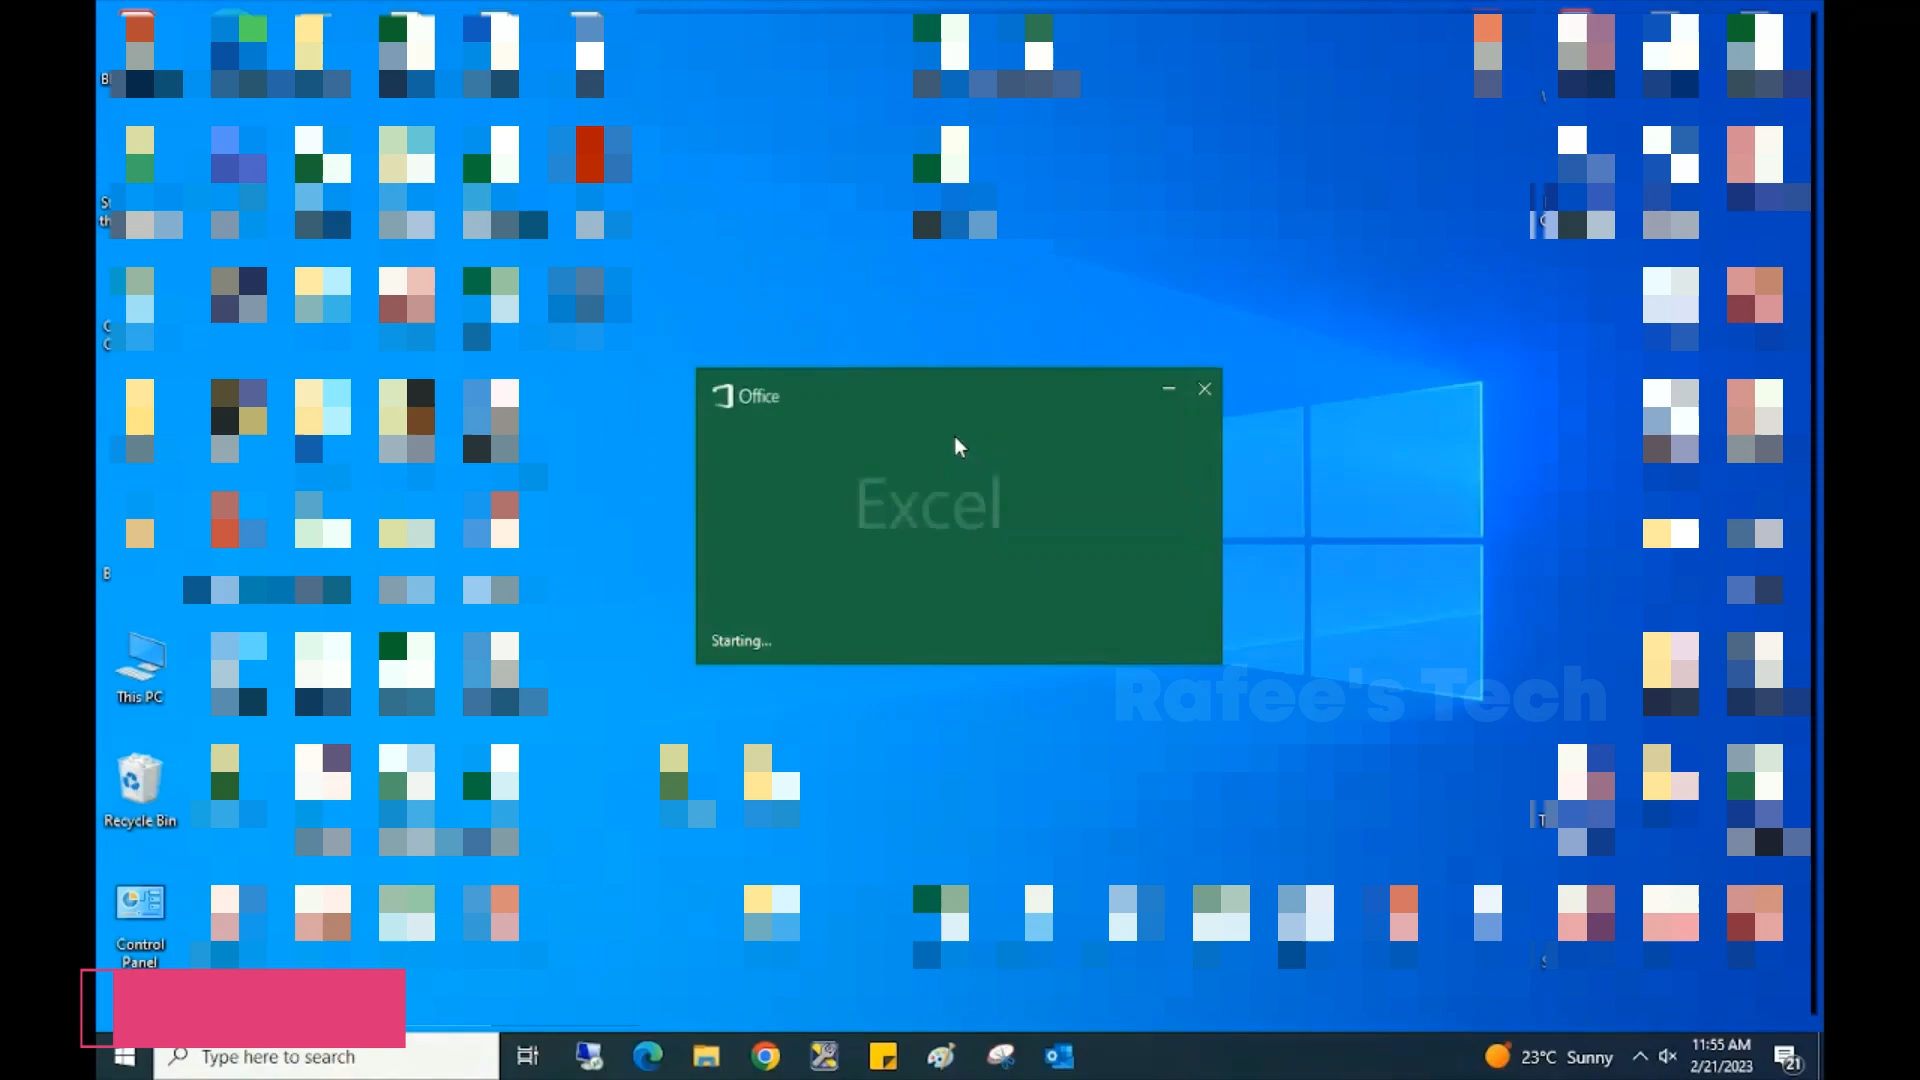 Office
Excel
Starting...
Rafee's Tech
This PC
Recycle Bin
Control
Panel
Type here to search
23°C Sunny
11:55 AM
2/21/2023
21